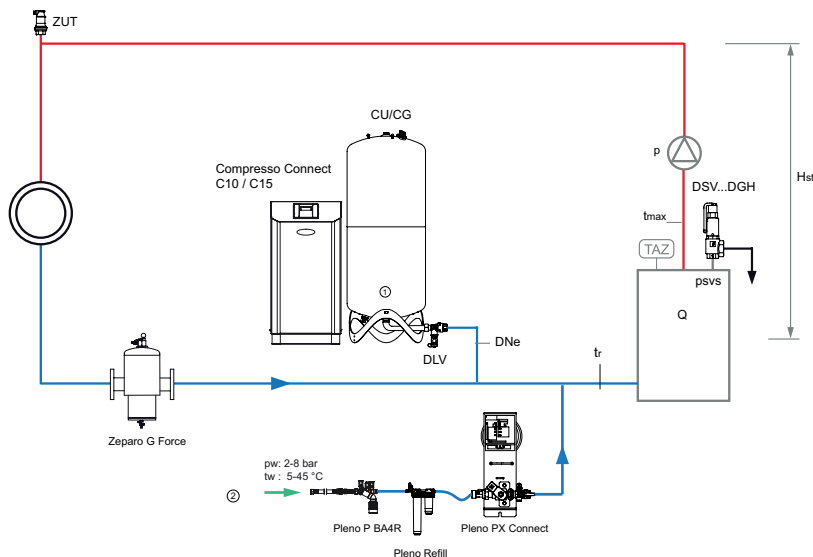 ZUT
CU/CG
Compresso Connect
C10 / C15
p
DSV...DGH
Hst
tmax
TAZ
psvs
Q
①
DLV
DNe
tr
Zeparo G Force
pw: 2-8 bar
tw : 5-45 °C
②
Pleno P BA4R
Pleno PX Connect
Pleno Refill